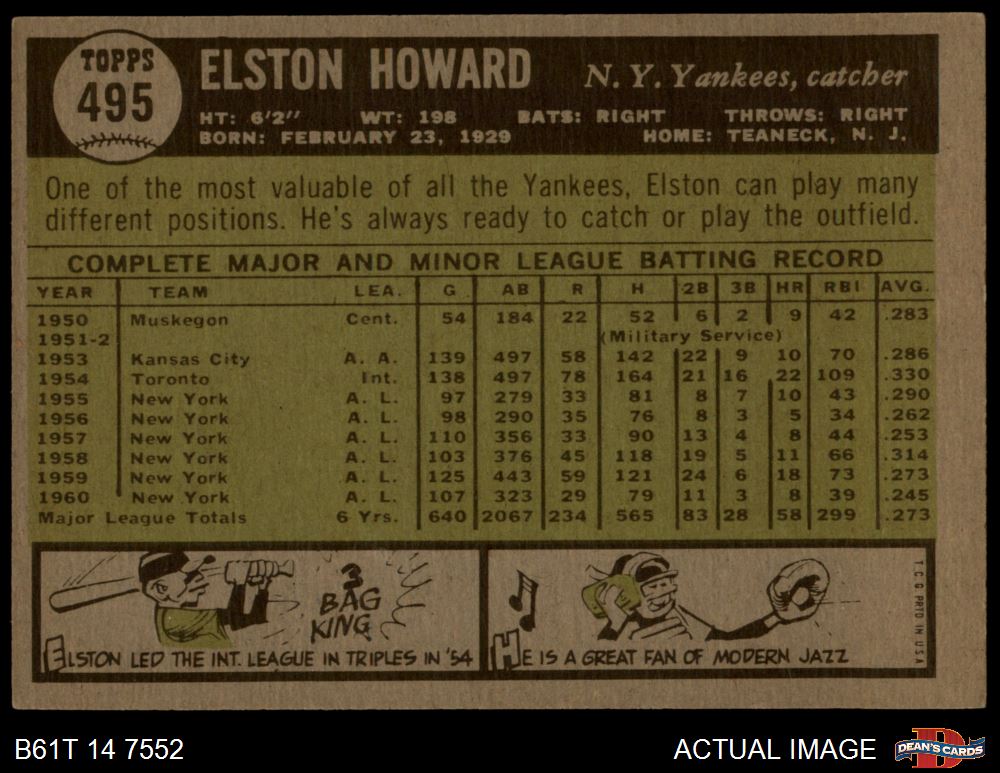 TOPPS
495
ELSTON HOWARD N. Y. Yankees, catcher
HT: 6'2" WT: 198 BATS: RIGHT THROWS: RIGHT
BORN: FEBRUARY 23, 1929 HOME: TEANECK, N. J.
One of the most valuable of all the Yankees, Elston can play many
different positions. He's always ready to catch or play the outfield.
COMPLETE MAJOR AND MINOR LEAGUE BATTING RECORD
YEAR TEAM LEA. G AB R H 2B 3B HR RBI AVG.
1950 Muskegon Cent. 54 184 22 52 6 2 9 42 .283
1951-2 (Military Service)
1953 Kansas City A. A. 139 497 58 142 22 9 10 70 .286
1954 Toronto Int. 138 497 78 164 21 16 22 109 .330
1955 New York A. L. 97 279 33 81 8 7 10 43 .290
1956 New York A. L. 98 290 35 76 8 3 5 34 .262
1957 New York A. L. 110 356 33 90 13 4 8 44 .253
1958 New York A. L. 103 376 45 118 19 5 11 66 .314
1959 New York A. L. 125 443 59 121 24 6 18 73 .273
1960 New York A. L. 107 323 29 79 11 3 8 39 .245
Major League Totals 6 Yrs. 640 2067 234 565 83 28 58 299 .273
3
BAG
KING
ELSTON LED THE INT. LEAGUE IN TRIPLES IN '54
HE IS A GREAT FAN OF MODERN JAZZ
T.C.G. PRTD IN U.S.A
B61T 14 7552 ACTUAL IMAGE
D
DEAN'S CARDS